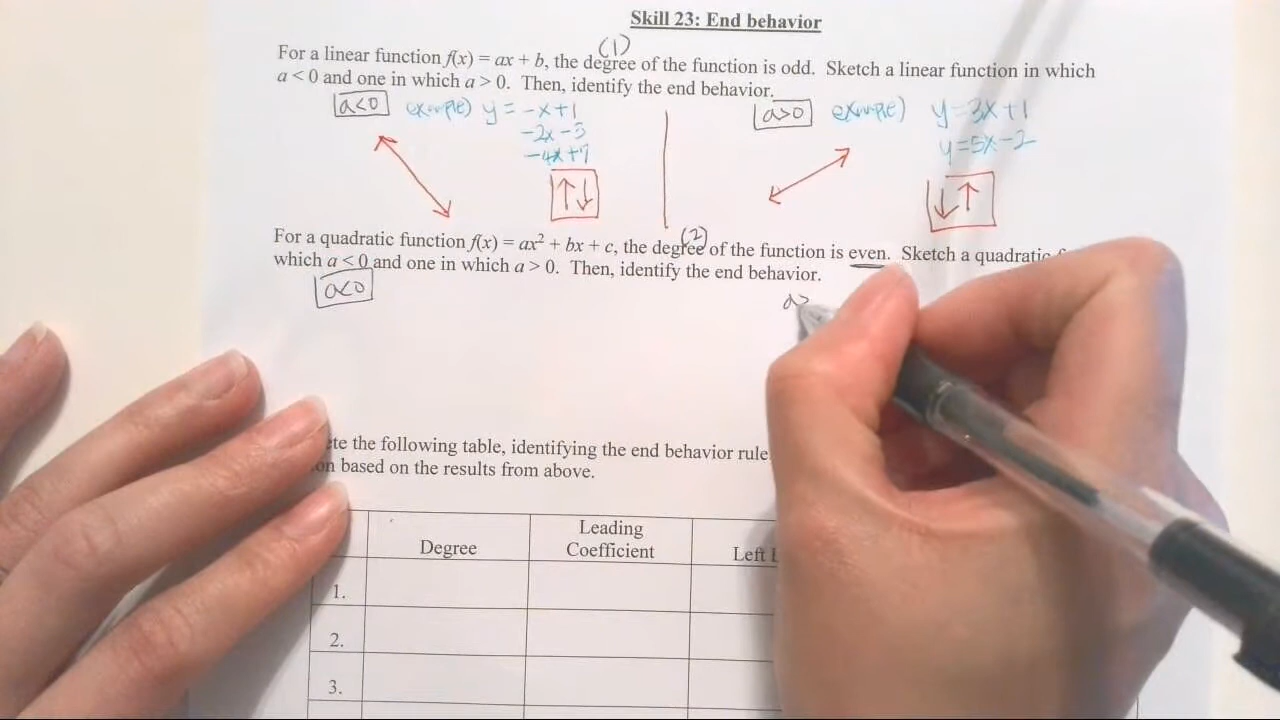 Skill 23: End behavior
(1)
For a linear function f(x) = ax + b, the degree of the function is odd. Sketch a linear function in which
a < 0 and one in which a > 0. Then, identify the end behavior.
a<0 example) y = -x+1
-2x-3
-4x+7
↑↓
a>0 example) y=3x+1
y=5x-2
↓↑
(2)
For a quadratic function f(x) = ax² + bx + c, the degree of the function is even. Sketch a quadratic
which a < 0 and one in which a > 0. Then, identify the end behavior.
a<0
a>
te the following table, identifying the end behavior rule
on based on the results from above.
Degree
Leading
Coefficient
Left
1.
2.
3.